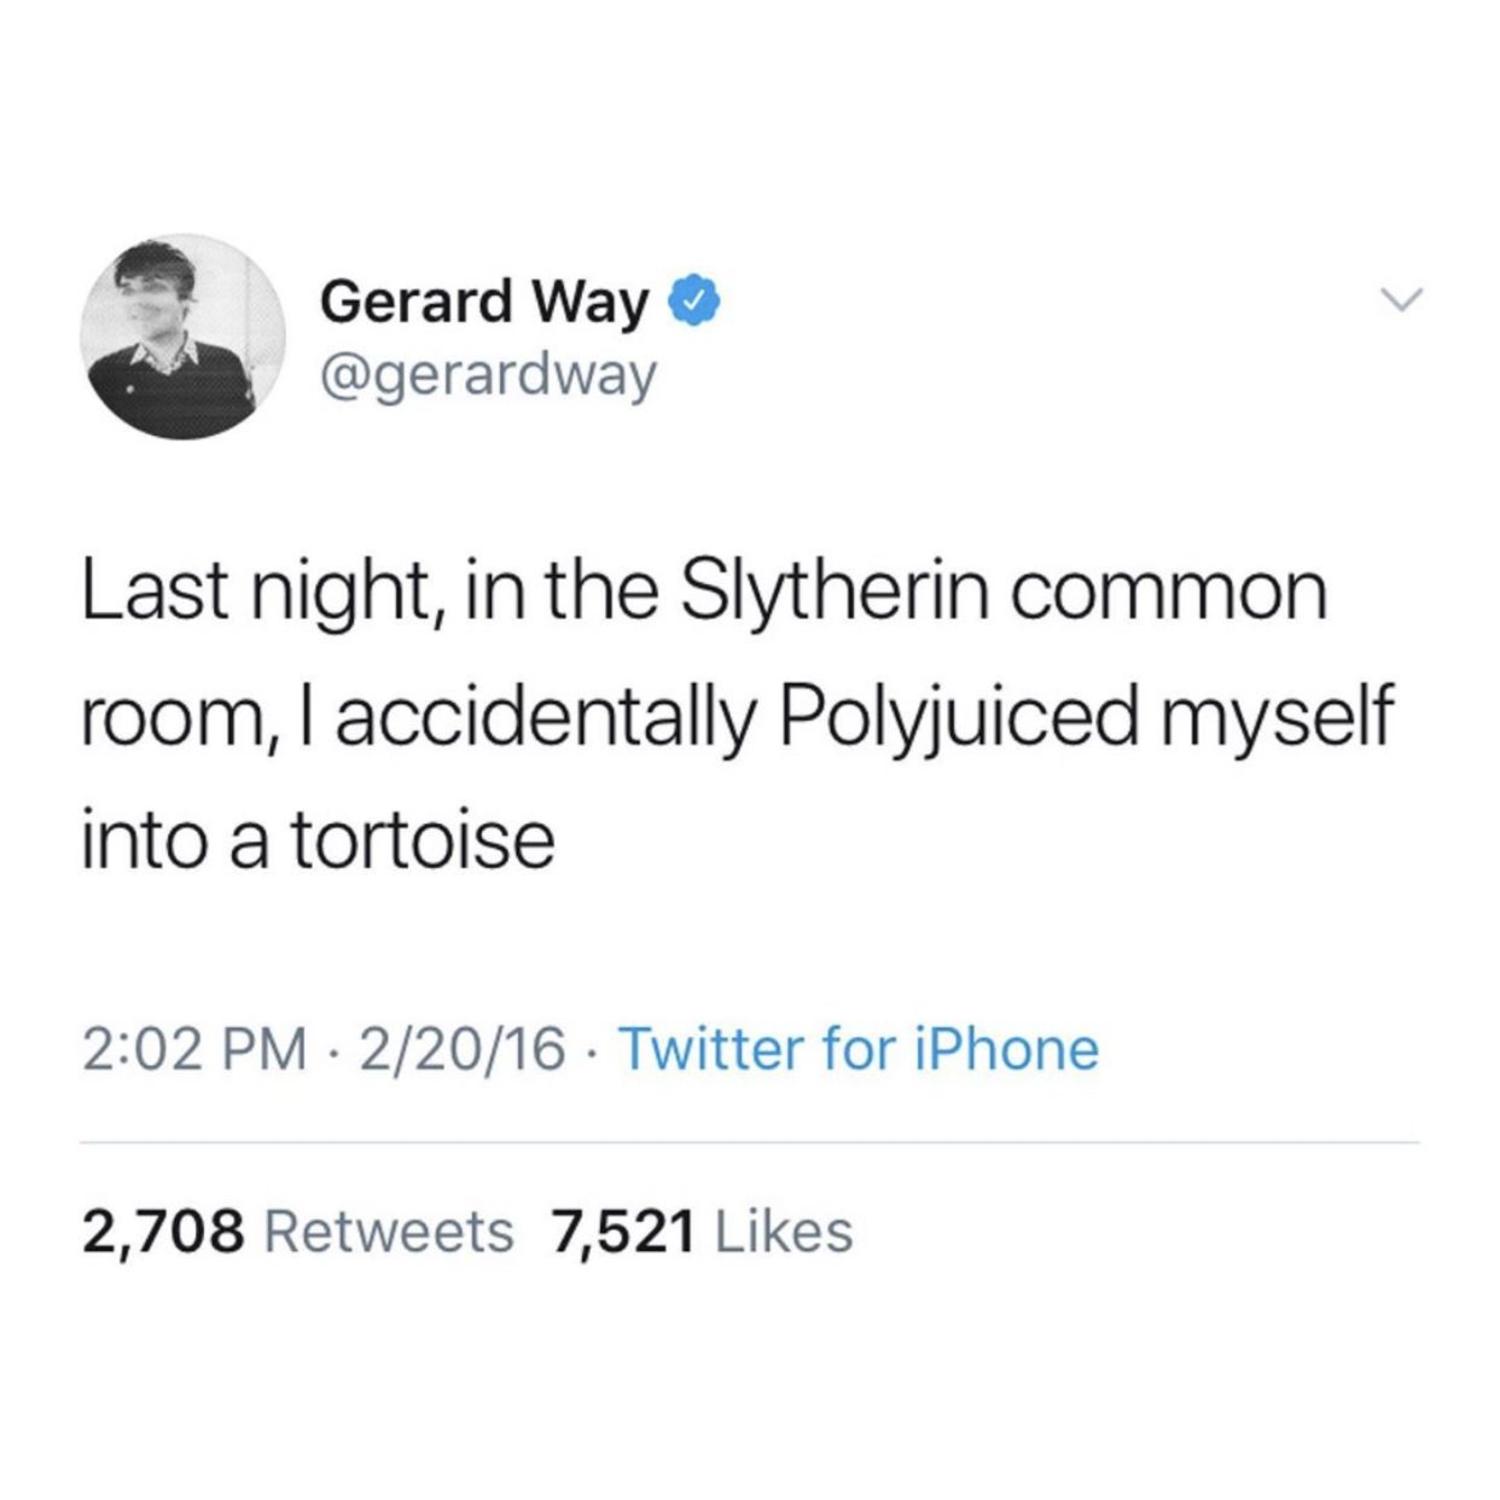 Gerard Way
@gerardway
Last night, in the Slytherin common
room, I accidentally Polyjuiced myself
into a tortoise
2:02 PM · 2/20/16 · Twitter for iPhone
2,708 Retweets 7,521 Likes